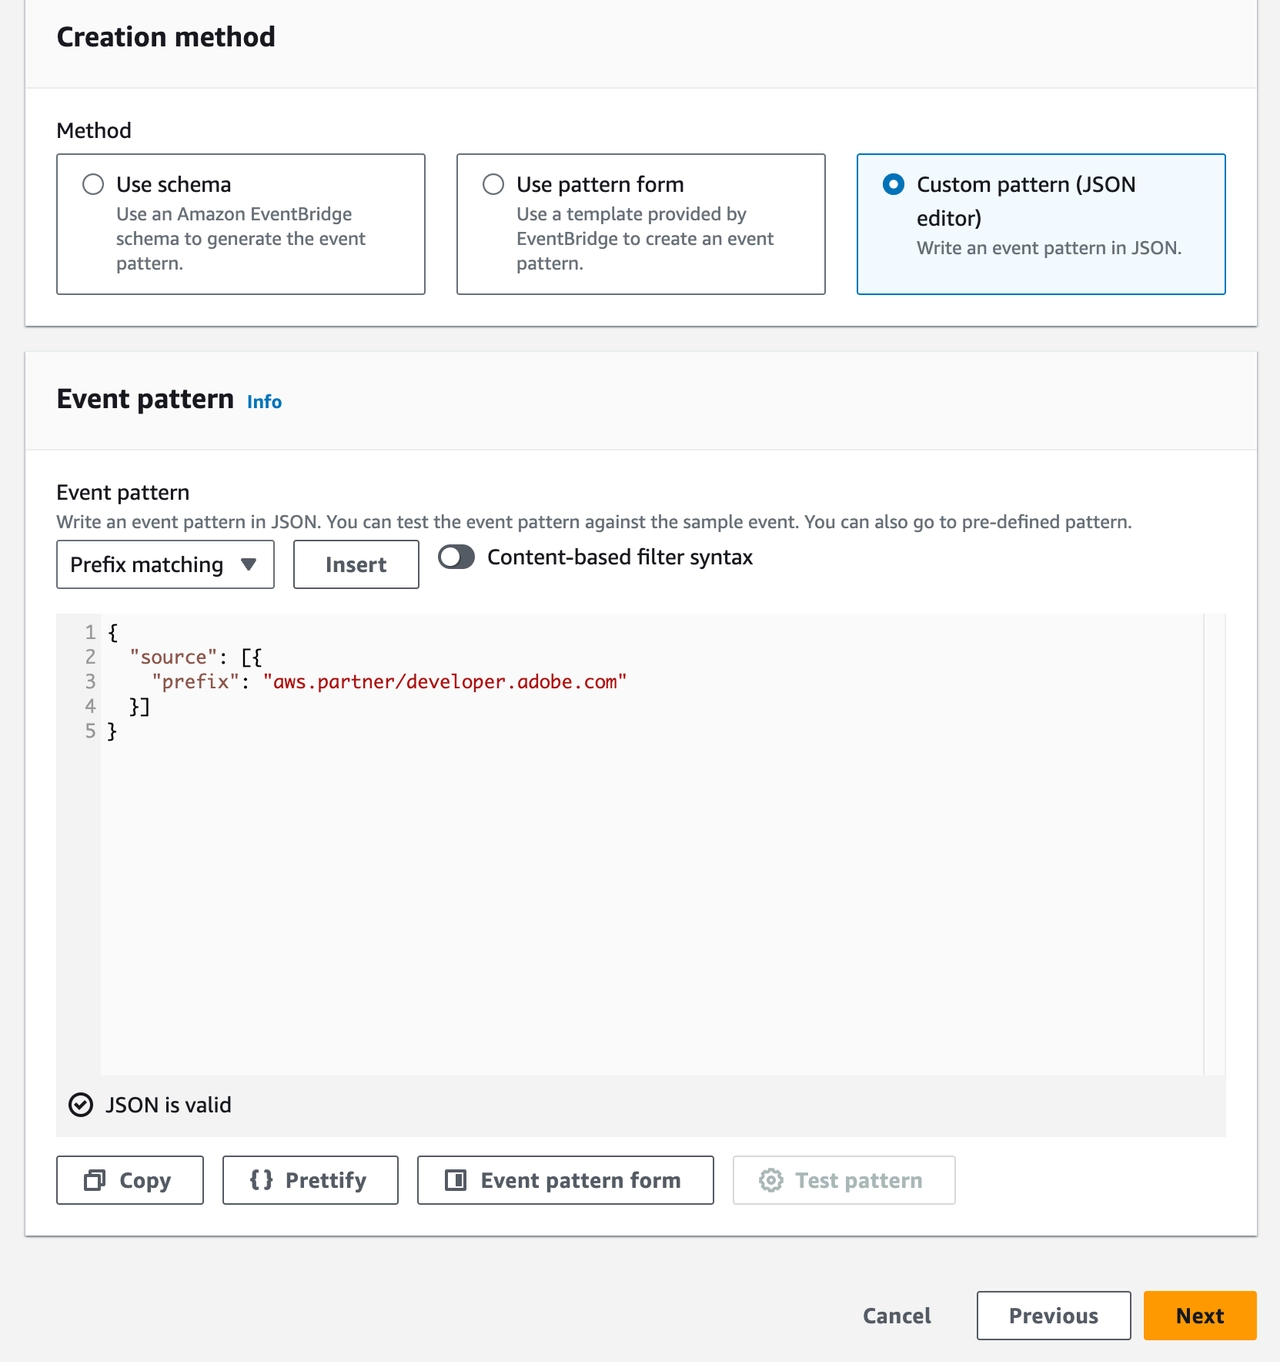 Creation method
Method
Use schema
Use an Amazon EventBridge
schema to generate the event
pattern.
Use pattern form
Use a template provided by
EventBridge to create an event
pattern.
Custom pattern (JSON
editor)
Write an event pattern in JSON.
Event pattern Info
Event pattern
Write an event pattern in JSON. You can test the event pattern against the sample event. You can also go to pre-defined pattern.
Prefix matching Insert Content-based filter syntax
1 {
2   "source": [{
3     "prefix": "aws.partner/developer.adobe.com"
4   }]
5 }
JSON is valid
Copy {} Prettify Event pattern form Test pattern
Cancel Previous Next